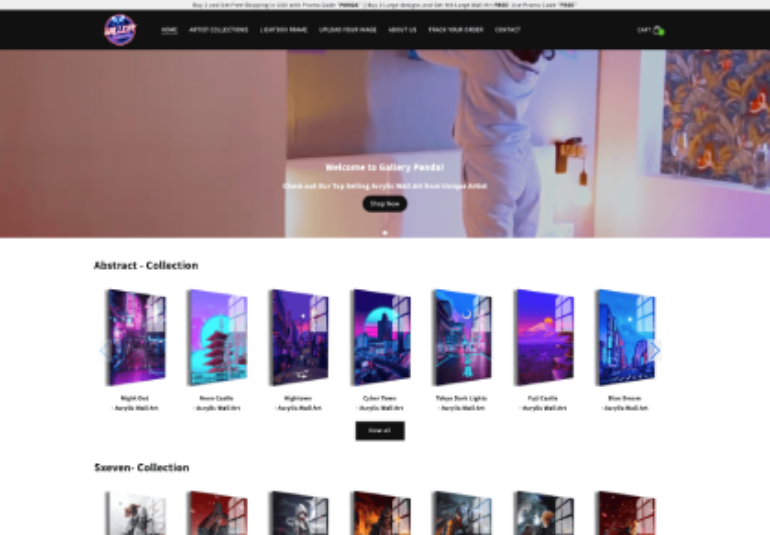 Buy 2 and Get Free Shipping in USA with Promo Code "PANDA" | Buy 3 Large designs and Get 4th Large Wall Art FREE! Use Promo Code "FREE"
GALLERY
HOME ARTIST COLLECTIONS LIGHTBOX FRAME UPLOAD YOUR IMAGE ABOUT US TRACK YOUR ORDER CONTACT CART
Welcome to Gallery Panda!
Check out Our Top Selling Acrylic Wall Art from Unique Artist
Shop Now
Abstract - Collection
Night Out Neon Castle Nightown Cyber Town Tokyo Dark Lights Fuji Castle Blue Dream
- Acrylic Wall Art - Acrylic Wall Art - Acrylic Wall Art - Acrylic Wall Art - Acrylic Wall Art - Acrylic Wall Art - Acrylic Wall Art
View all
Sxeven- Collection